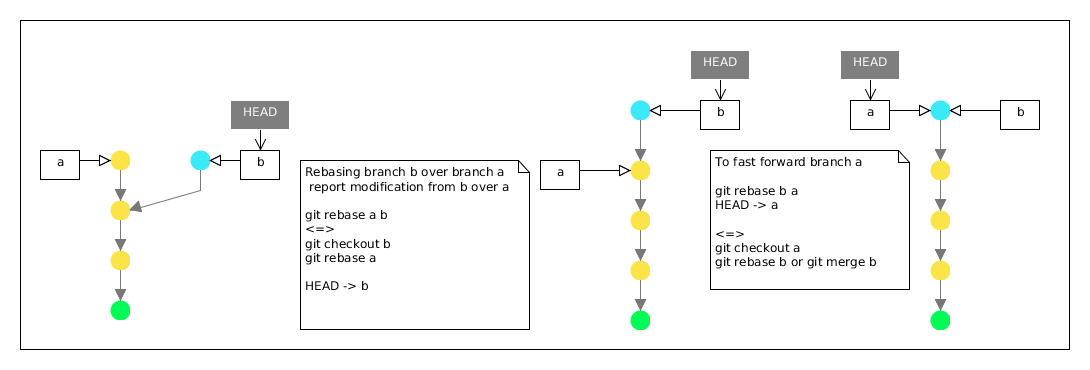 HEAD
a
b
Rebasing branch b over branch a
report modification from b over a
git rebase a b
<=>
git checkout b
git rebase a
HEAD -> b
HEAD
b
a
To fast forward branch a
git rebase b a
HEAD -> a
<=>
git checkout a
git rebase b or git merge b
HEAD
a
b